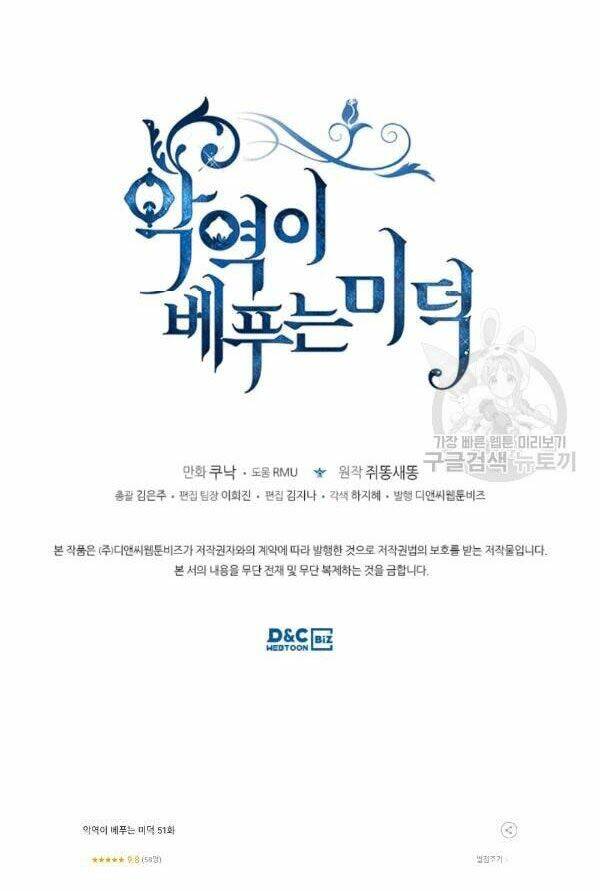 악역이
베푸는 미덕
가장 빠른 웹툰 미리보기
구글검색 뉴토끼
만화 쿠낙 • 도움 RMU 원작 쥐똥새똥
총괄 김은주 • 편집 팀장 이희진 • 편집 김지나 • 각색 하지혜 • 발행 디앤씨웹툰비즈
본 작품은 (주)디앤씨웹툰비즈가 저작권자와의 계약에 따라 발행한 것으로 저작권법의 보호를 받는 저작물입니다.
본 서의 내용을 무단 전재 및 무단 복제하는 것을 금합니다.
D&C BiZ
WEBTOON
악역이 베푸는 미덕 51화
★★★★★ 9.8 (58명)
별점주기 >